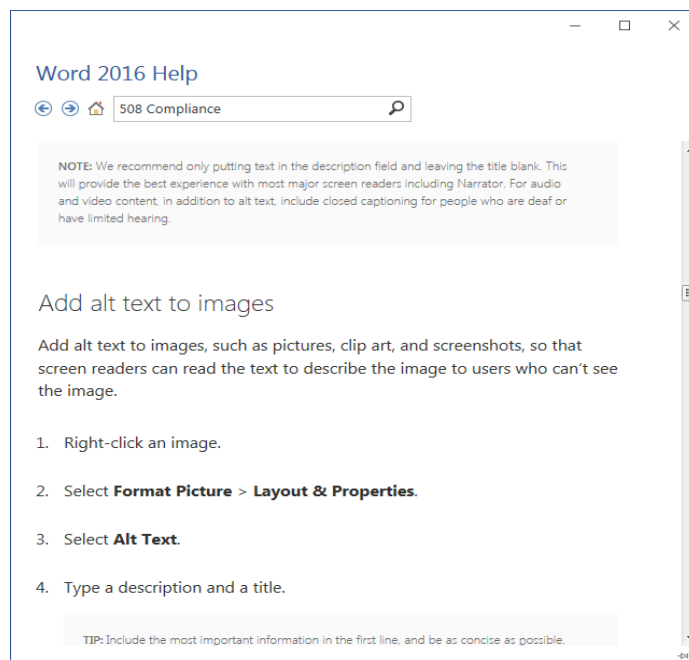 Word 2016 Help
508 Compliance
NOTE: We recommend only putting text in the description field and leaving the title blank. This
will provide the best experience with most major screen readers including Narrator. For audio
and video content, in addition to alt text, include closed captioning for people who are deaf or
have limited hearing.
Add alt text to images
Add alt text to images, such as pictures, clip art, and screenshots, so that
screen readers can read the text to describe the image to users who can't see
the image.
1. Right-click an image.
2. Select Format Picture > Layout & Properties.
3. Select Alt Text.
4. Type a description and a title.
TIP: Include the most important information in the first line, and be as concise as possible.